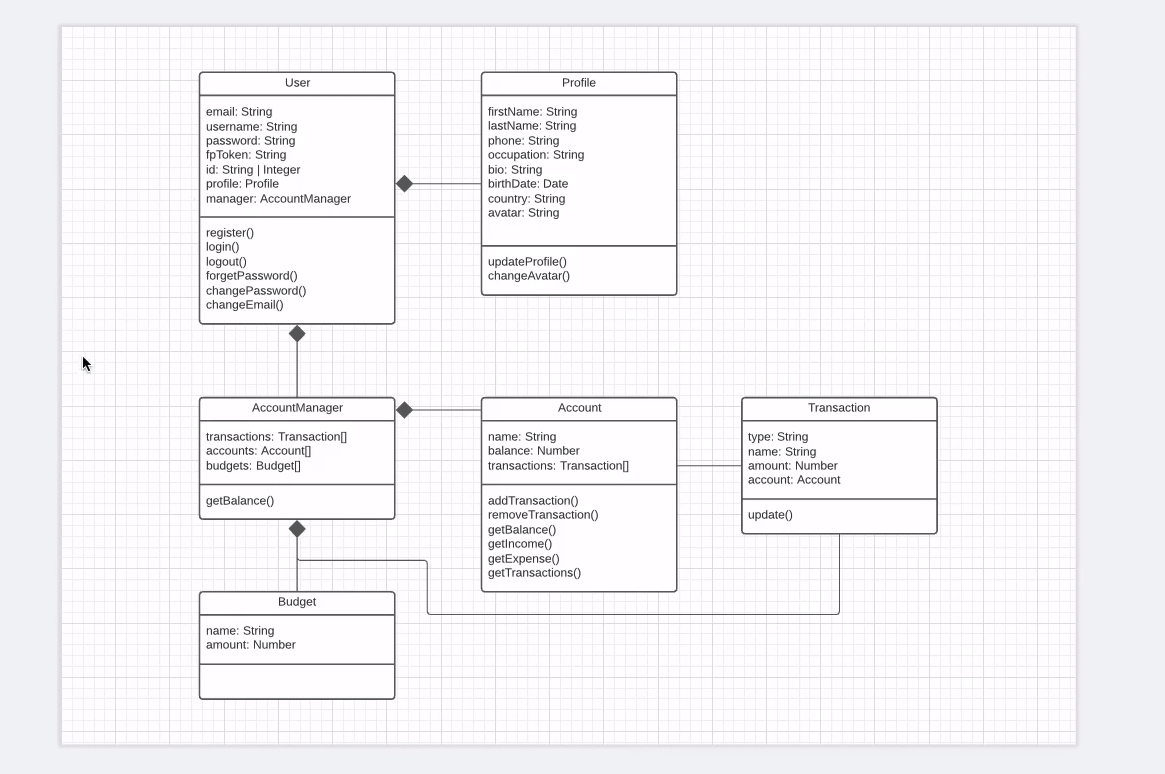 User
email: String
username: String
password: String
fpToken: String
id: String | Integer
profile: Profile
manager: AccountManager
register()
login()
logout()
forgetPassword()
changePassword()
changeEmail()
Profile
firstName: String
lastName: String
phone: String
occupation: String
bio: String
birthDate: Date
country: String
avatar: String
updateProfile()
changeAvatar()
AccountManager
transactions: Transaction[]
accounts: Account[]
budgets: Budget[]
getBalance()
Account
name: String
balance: Number
transactions: Transaction[]
addTransaction()
removeTransaction()
getBalance()
getIncome()
getExpense()
getTransactions()
Transaction
type: String
name: String
amount: Number
account: Account
update()
Budget
name: String
amount: Number